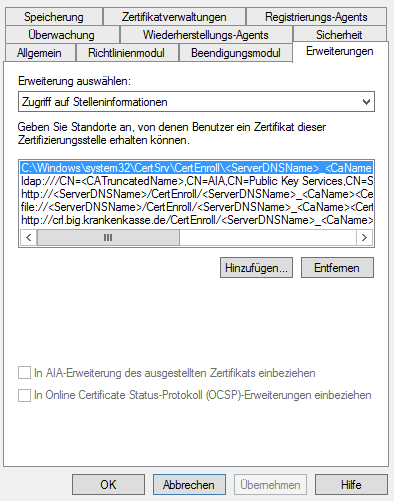 Speicherung
Zertifikatverwaltungen
Registrierungs-Agents
Überwachung
Wiederherstellungs-Agents
Sicherheit
Allgemein
Richtlinienmodul
Beendigungsmodul
Erweiterungen
Erweiterung auswählen:
Zugriff auf Stelleninformationen
Geben Sie Standorte an, von denen Benutzer ein Zertifikat dieser
Zertifizierungsstelle erhalten können.
C:\Windows\system32\CertSrv\CertEnroll\<ServerDNSName>_<CaName
ldap:///CN=<CATruncatedName>,CN=AIA,CN=Public Key Services,CN=S
http://<ServerDNSName>/CertEnroll/<ServerDNSName>_<CaName><Ce
file://<ServerDNSName>/CertEnroll/<ServerDNSName>_<CaName><Cert
http://crl.big.krankenkasse.de/CertEnroll/<ServerDNSName>_<CaName>
Hinzufügen...
Entfernen
In AIA-Erweiterung des ausgestellten Zertifikats einbeziehen
In Online Certificate Status-Protokoll (OCSP)-Erweiterungen einbeziehen
OK
Abbrechen
Übernehmen
Hilfe